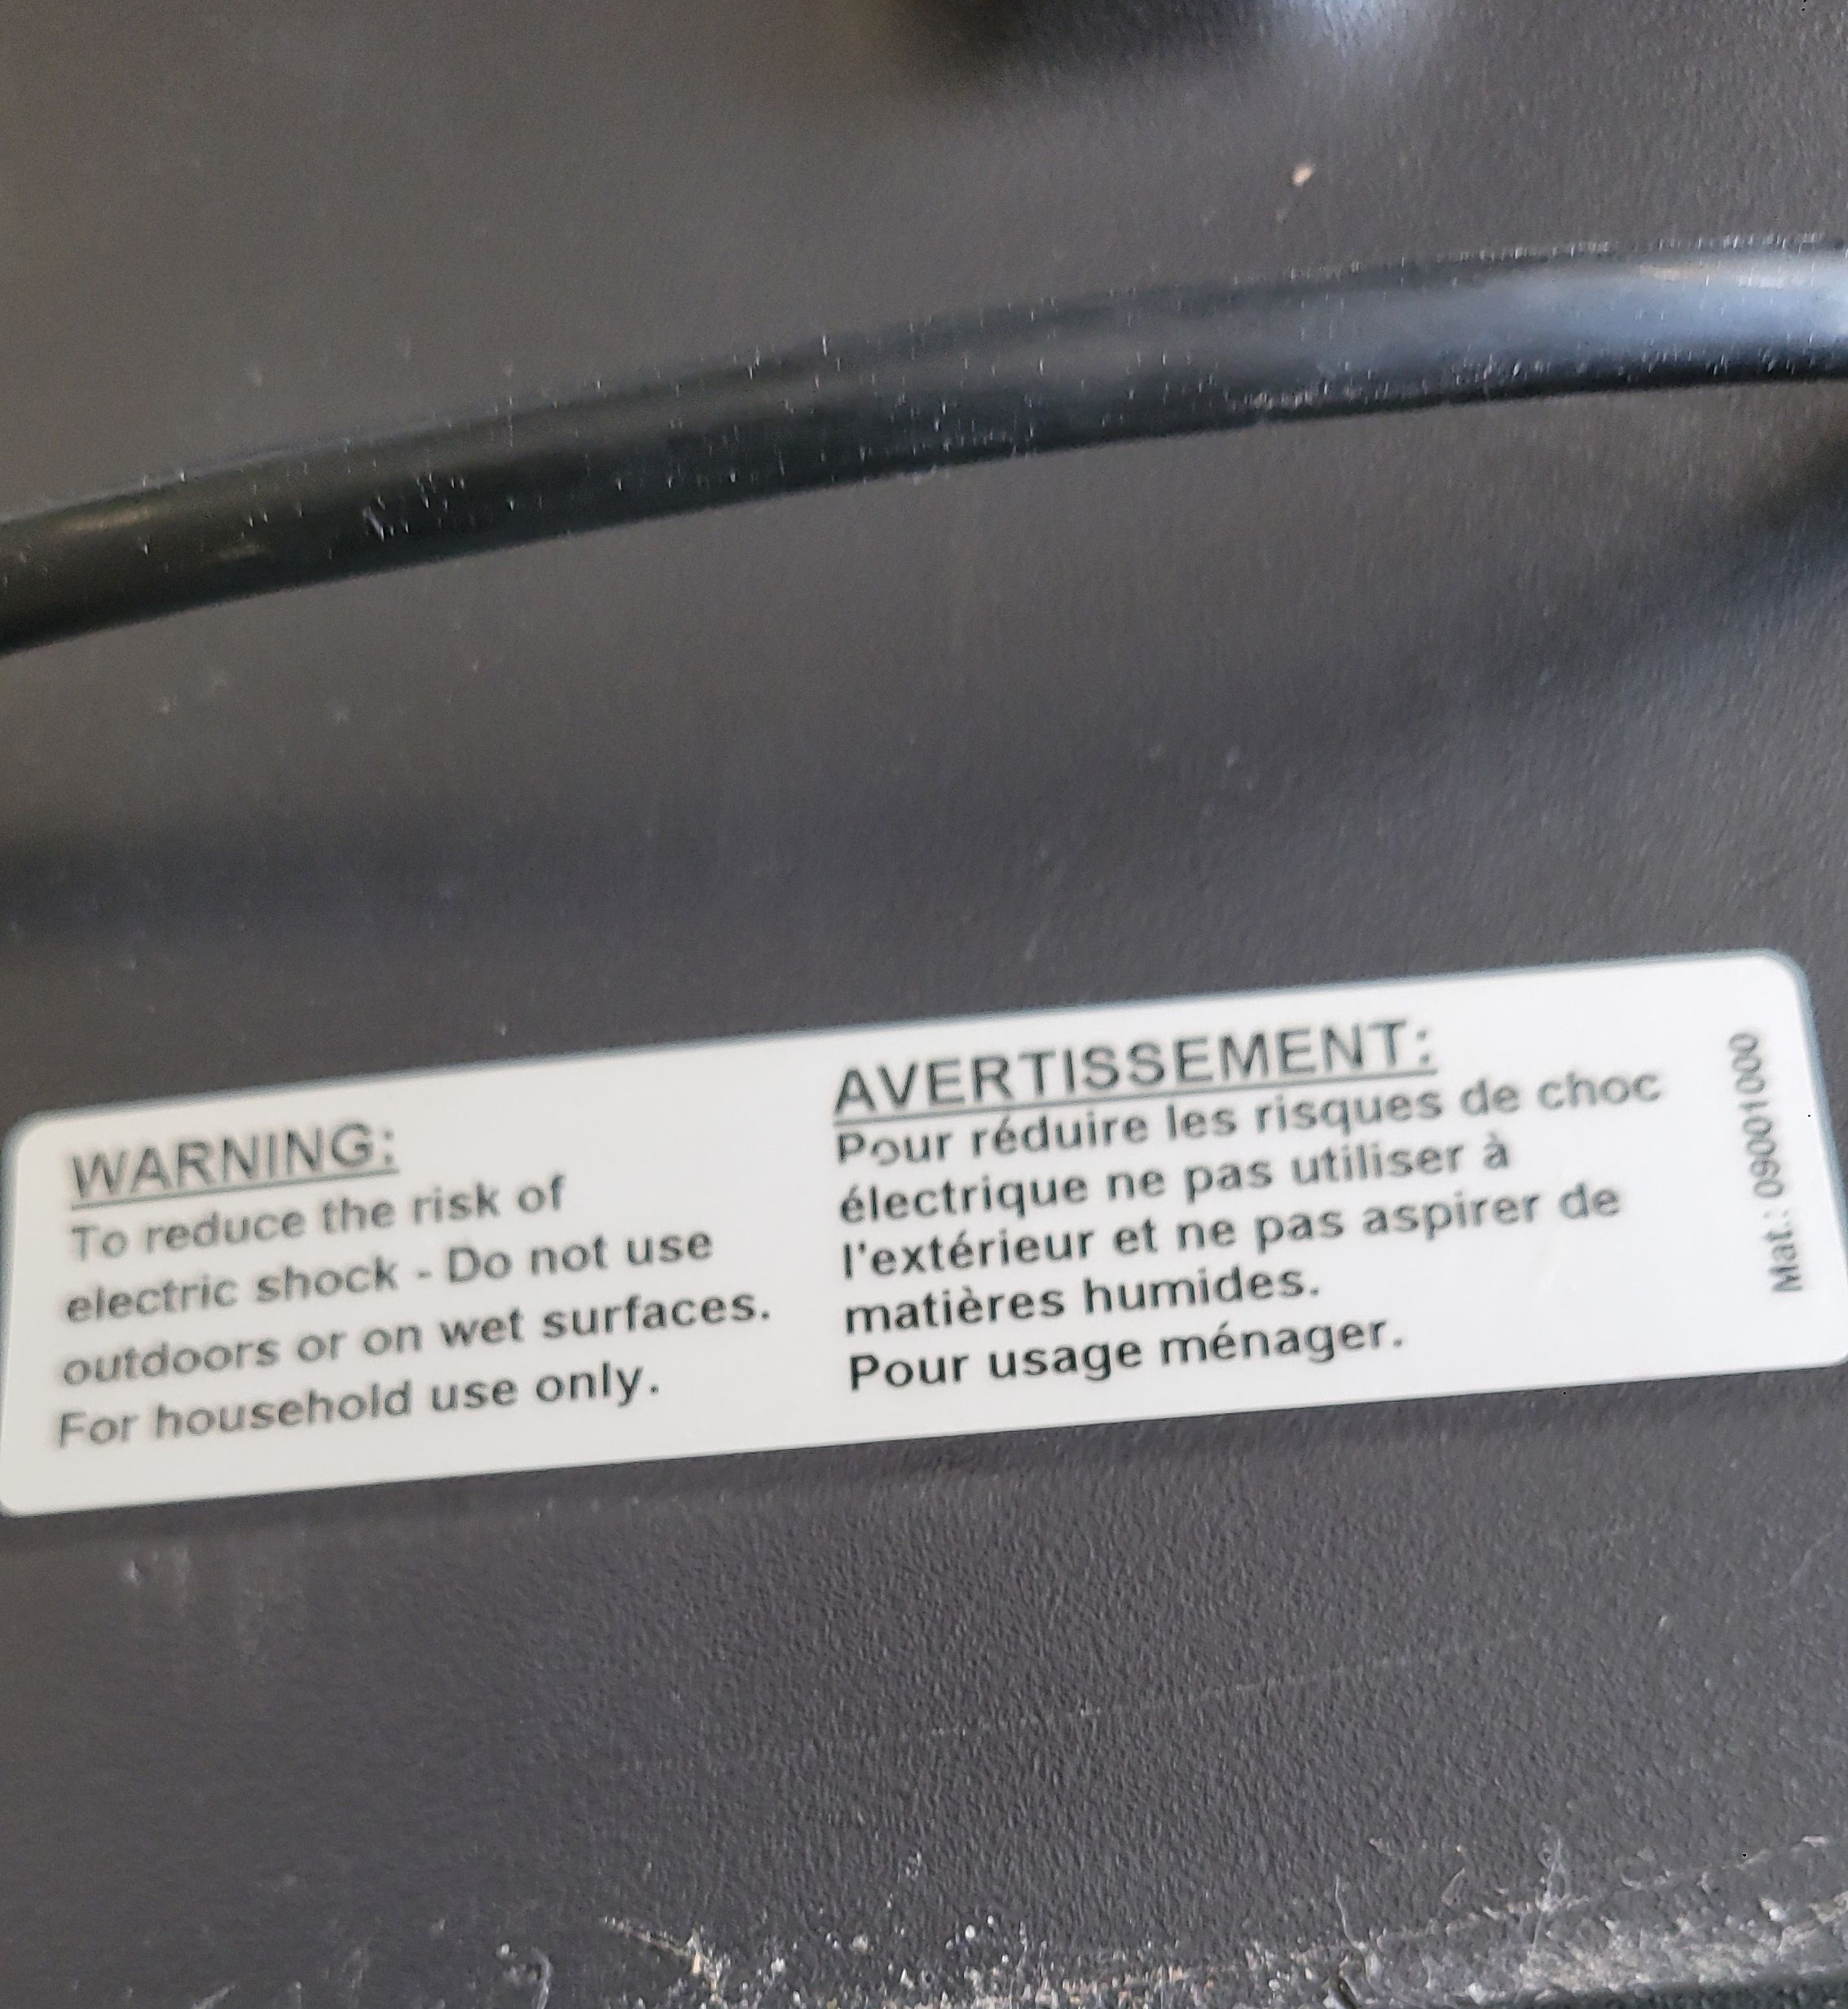 WARNING:
To reduce the risk of
electric shock - Do not use
outdoors or on wet surfaces.
For household use only.
AVERTISSEMENT:
Pour réduire les risques de choc
électrique ne pas utiliser à
l'extérieur et ne pas aspirer de
matières humides.
Pour usage ménager.
Mat.: 09001000